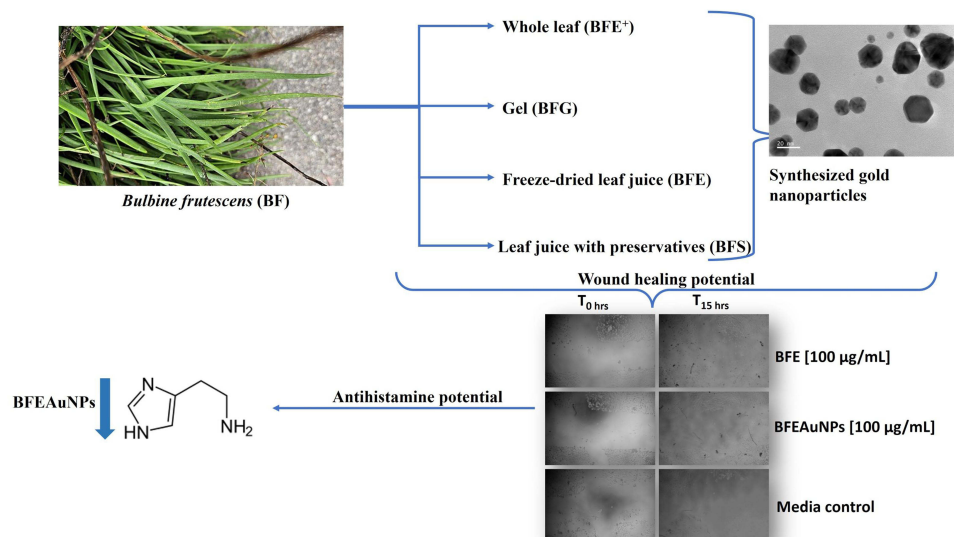 Whole leaf (BFE⁺)
Gel (BFG)
Freeze-dried leaf juice (BFE)
Leaf juice with preservatives (BFS)
Bulbine frutescens (BF)
20 nm
Synthesized gold
nanoparticles
Wound healing potential
T0 hrs
T15 hrs
BFE [100 µg/mL]
BFEAuNPs [100 µg/mL]
Media control
Antihistamine potential
BFEAuNPs
N
HN
NH₂